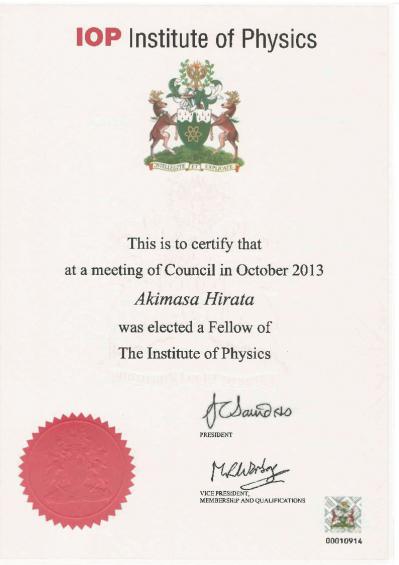 IOP Institute of Physics
This is to certify that
at a meeting of Council in October 2013
Akimasa Hirata
was elected a Fellow of
The Institute of Physics
PRESIDENT
VICE PRESIDENT,
MEMBERSHIP AND QUALIFICATIONS
00010914